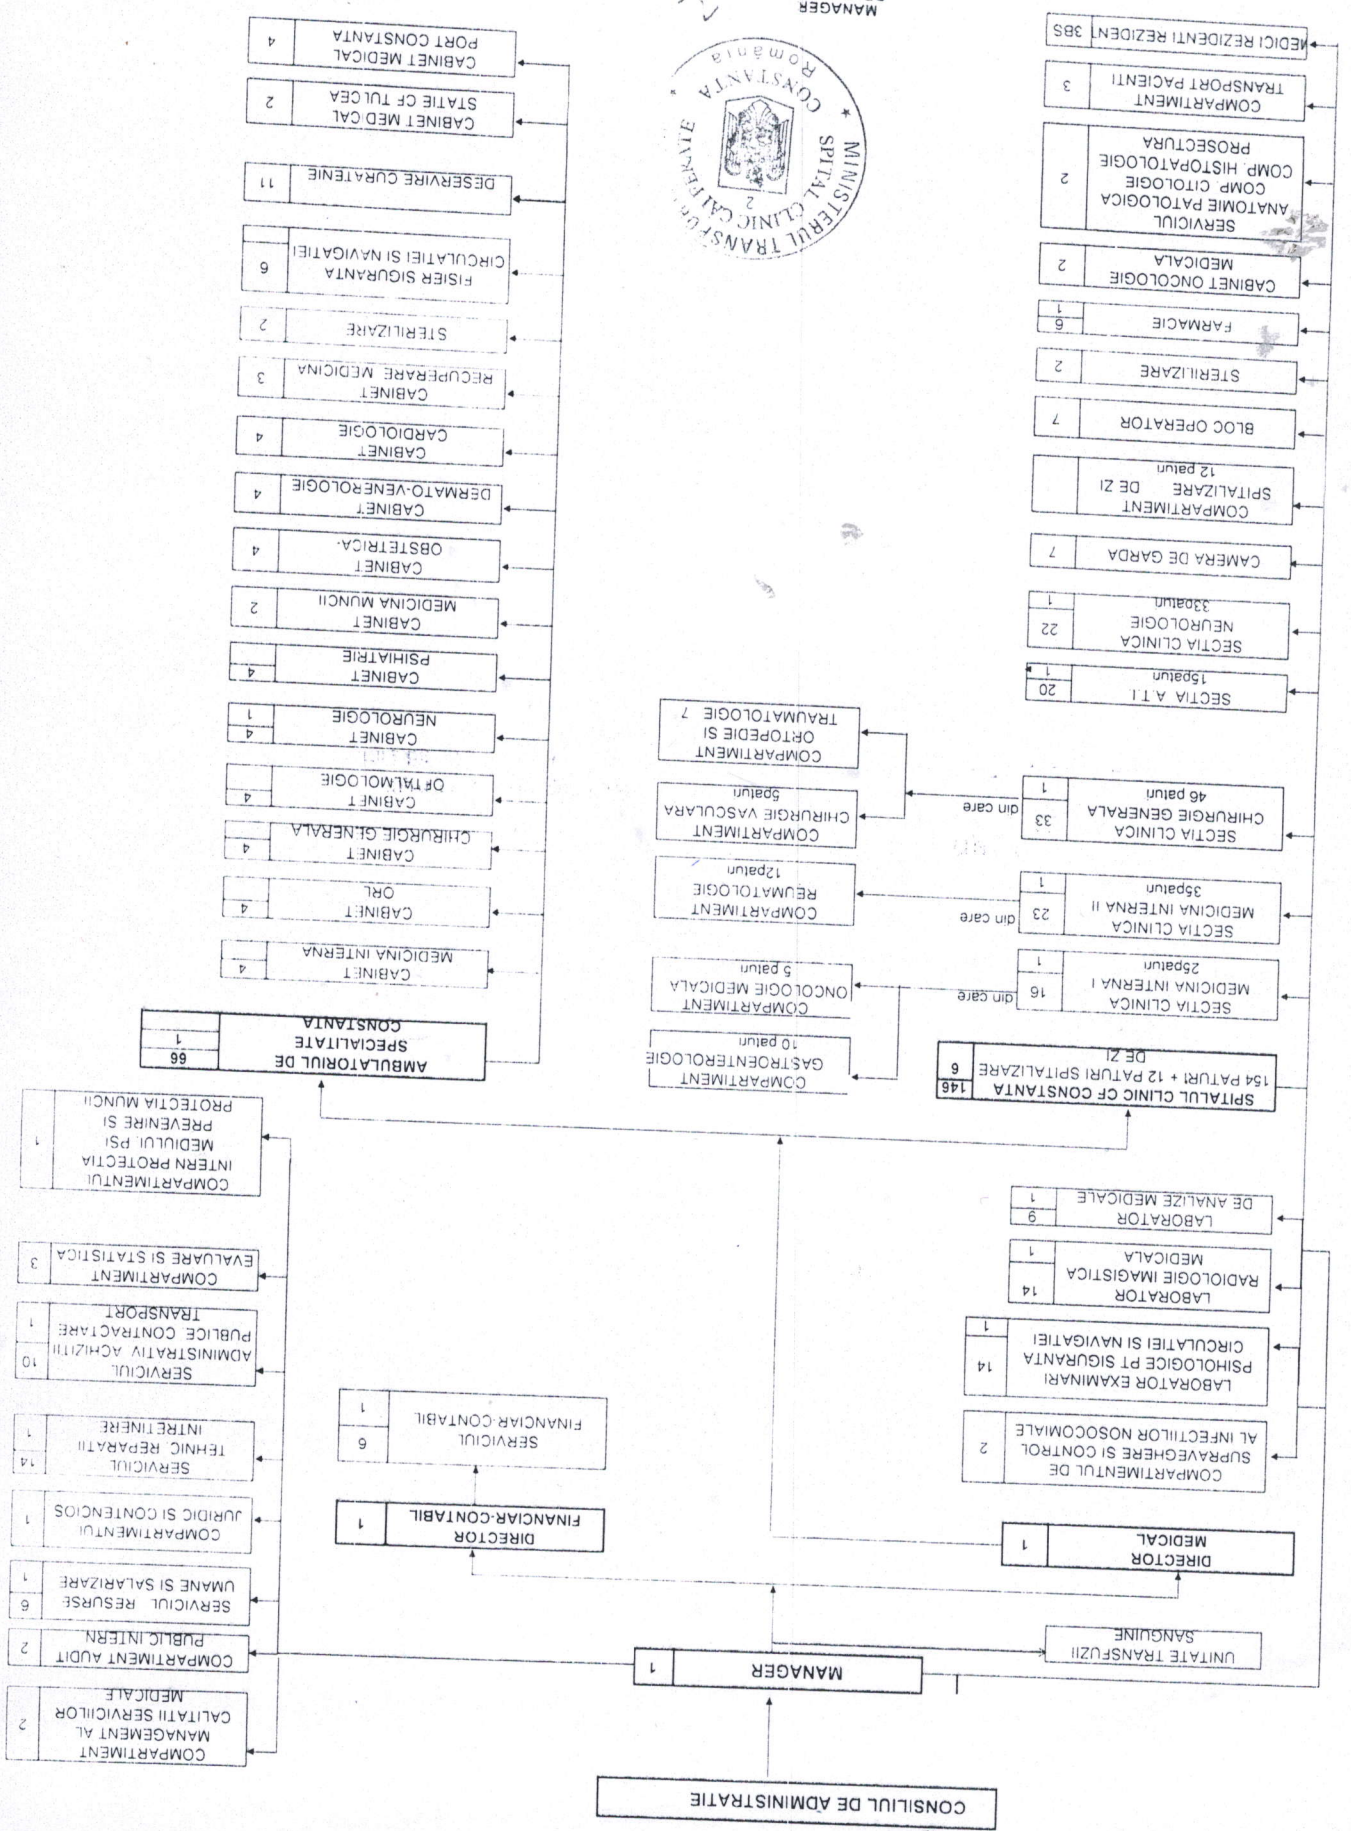 CONSILIUL DE ADMINISTRATIE
MANAGER
1
UNITATE TRANSFUZII
SANGUINE
COMPARTIMENT
MANAGEMENT AL
CALITATII SERVICIILOR
MEDICALE
2
COMPARTIMENT AUDIT
PUBLIC INTERN
2
SERVICIUL RESURSE
UMANE SI SALARIZARE
6
1
COMPARTIMENTUL
JURIDIC SI CONTENCIOS
1
SERVICIUL
TEHNIC, REPARATII
INTRETINERE
14
1
SERVICIUL
ADMINISTRATIV ACHIZITII
PUBLICE CONTRACTARE
TRANSPORT
10
1
COMPARTIMENT
EVALUARE SI STATISTICA
3
COMPARTIMENTUL
INTERN PROTECTIA
MEDIULUI, PSI
PREVENIRE SI
PROTECTIA MUNCII
1
DIRECTOR
MEDICAL
1
DIRECTOR
FINANCIAR-CONTABIL
1
SERVICIUL
FINANCIAR-CONTABIL
6
1
COMPARTIMENTUL DE
SUPRAVEGHERE SI CONTROL
AL INFECTIILOR NOSOCOMIALE
2
LABORATOR EXAMINARI
PSIHOLOGICE PT SIGURANTA
CIRCULATIEI SI NAVIGATIEI
14
1
LABORATOR
RADIOLOGIE IMAGISTICA
MEDICALA
14
1
LABORATOR
DE ANALIZE MEDICALE
9
1
SPITALUL CLINIC CF CONSTANTA
154 PATURI + 12 PATURI SPITALIZARE
DE ZI
146
6
SECTIA CLINICA
MEDICINA INTERNA I
25paturi
16
1
din care
COMPARTIMENT
GASTROENTEROLOGIE
10 paturi
COMPARTIMENT
ONCOLOGIE MEDICALA
5 paturi
SECTIA CLINICA
MEDICINA INTERNA II
35paturi
23
1
din care
COMPARTIMENT
REUMATOLOGIE
12paturi
SECTIA CLINICA
CHIRURGIE GENERALA
46 paturi
33
1
din care
COMPARTIMENT
CHIRURGIE VASCULARA
5paturi
COMPARTIMENT
ORTOPEDIE SI
TRAUMATOLOGIE 7
SECTIA A.T.I.
15paturi
20
1
SECTIA CLINICA
NEUROLOGIE
33paturi
22
1
CAMERA DE GARDA
7
COMPARTIMENT
SPITALIZARE DE ZI
12 paturi
BLOC OPERATOR
7
STERILIZARE
2
FARMACIE
6
1
CABINET ONCOLOGIE
MEDICALA
2
SERVICIUL
ANATOMIE PATOLOGICA
COMP. CITOLOGIE
COMP. HISTOPATOLOGIE
PROSECTURA
2
COMPARTIMENT
TRANSPORT PACIENTI
3
MEDICI REZIDENTI REZIDENT
38S
AMBULATORIUL DE
SPECIALITATE
CONSTANTA
66
1
CABINET
MEDICINA INTERNA
4
CABINET
ORL
4
CABINET
CHIRURGIE GENERALA
4
CABINET
OFTALMOLOGIE
4
CABINET
NEUROLOGIE
4
1
CABINET
PSIHIATRIE
4
CABINET
MEDICINA MUNCII
2
CABINET
OBSTETRICA-
4
CABINET
DERMATO-VENEROLOGIE
4
CABINET
CARDIOLOGIE
4
CABINET
RECUPERARE MEDICINA
3
STERILIZARE
2
FISIER SIGURANTA
CIRCULATIEI SI NAVIGATIEI
6
DESERVIRE CURATENIE
11
CABINET MEDICAL
STATIE CF TULCEA
2
CABINET MEDICAL
PORT CONSTANTA
4
MINISTERUL
SPITAL CLINIC CAI FERATE
CONSTANTA
România
2
MANAGER